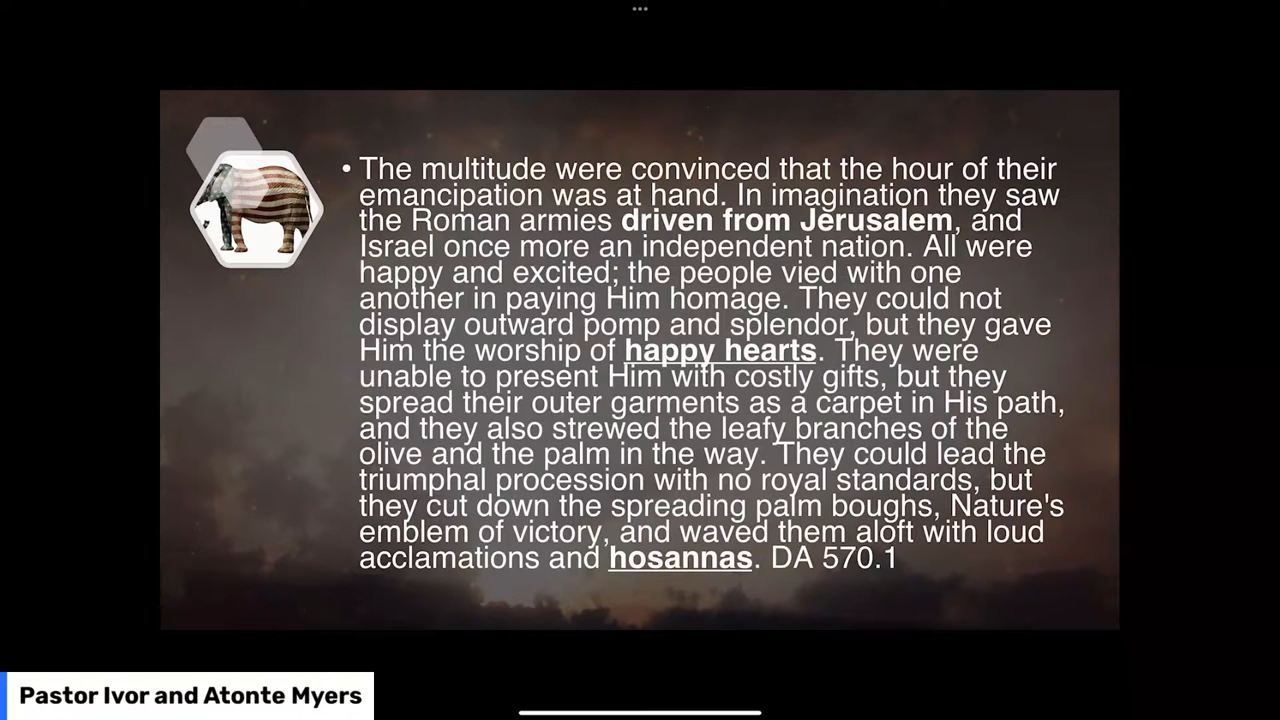 • The multitude were convinced that the hour of their
emancipation was at hand. In imagination they saw
the Roman armies driven from Jerusalem, and
Israel once more an independent nation. All were
happy and excited; the people vied with one
another in paying Him homage. They could not
display outward pomp and splendor, but they gave
Him the worship of happy hearts. They were
unable to present Him with costly gifts, but they
spread their outer garments as a carpet in His path,
and they also strewed the leafy branches of the
olive and the palm in the way. They could lead the
triumphal procession with no royal standards, but
they cut down the spreading palm boughs, Nature's
emblem of victory, and waved them aloft with loud
acclamations and hosannas. DA 570.1
Pastor Ivor and Atonte Myers